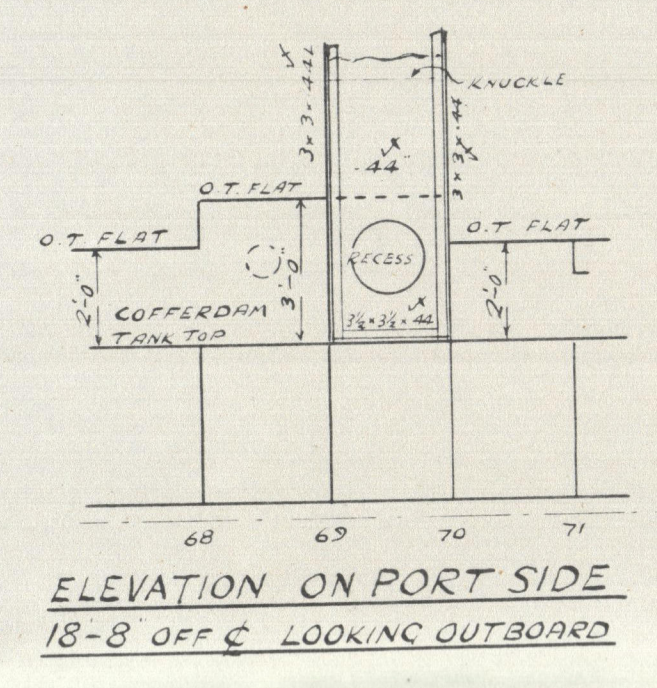 KNUCKLE
3 x 3 x .44 L
.44"
3 x 3 x .44
O.T. FLAT
O.T. FLAT
O.T FLAT
RECESS
2'-0"
3'-0"
2'-0"
COFFERDAM
TANK TOP
3½ x 3½ x 44
68 69 70 71
ELEVATION ON PORT SIDE
18-8" OFF ℄ LOOKING OUTBOARD